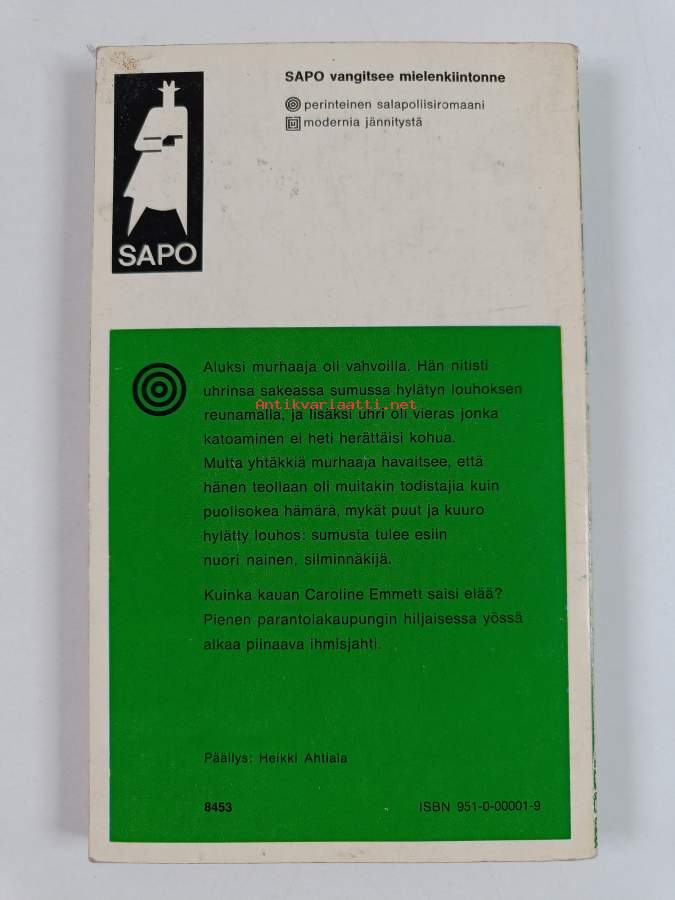 SAPO
SAPO vangitsee mielenkiintonne
perinteinen salapoliisiromaani
modernia jännitystä
Aluksi murhaaja oli vahvoilla. Hän nitisti
uhrinsa sakeassa sumussa hylätyn louhoksen
Antikvariaatti.net
reunamalla, ja lisäksi uhri oli vieras jonka
katoaminen ei heti herättäisi kohua.
Mutta yhtäkkiä murhaaja havaitsee, että
hänen teollaan oli muitakin todistajia kuin
puolisokea hämärä, mykät puut ja kuuro
hylätty louhos: sumusta tulee esiin
nuori nainen, silminnäkijä.
Kuinka kauan Caroline Emmett saisi elää?
Pienen parantolakaupungin hiljaisessa yössä
alkaa piinaava ihmisjahti.
Päällys: Heikki Ahtiala
8453 ISBN 951-0-00001-9